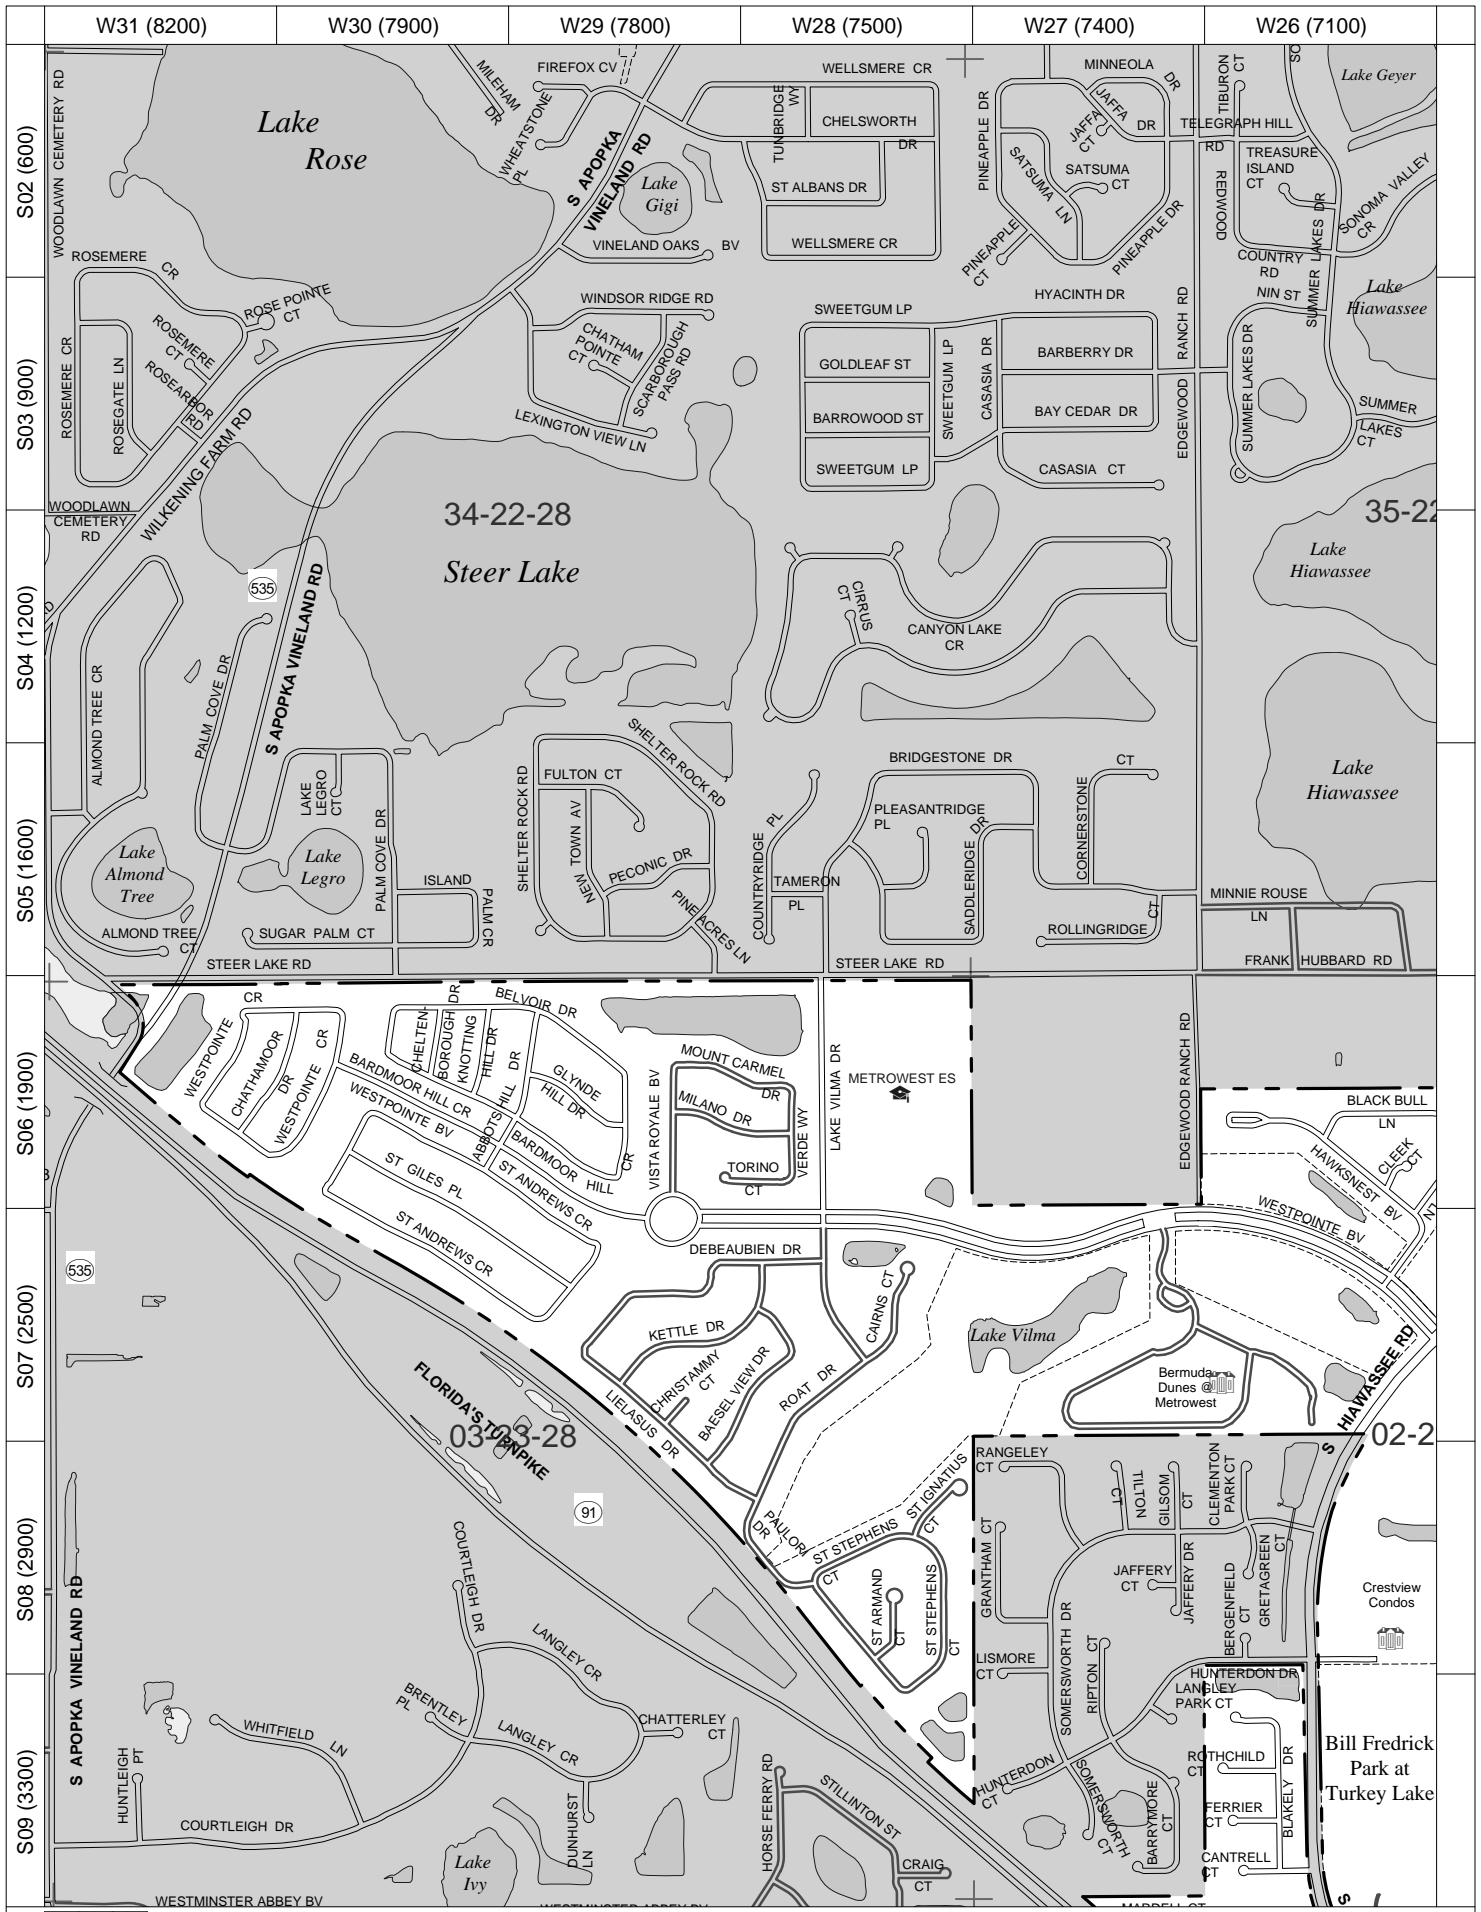 W31 (8200)
W30 (7900)
W29 (7800)
W28 (7500)
W27 (7400)
W26 (7100)
S02 (600)
S03 (900)
S04 (1200)
S05 (1600)
S06 (1900)
S07 (2500)
S08 (2900)
S09 (3300)
WOODLAWN CEMETERY RD
Lake
Rose
MILEHAM
DR
FIREFOX CV
WHEATSTONE
PL
S APOPKA
VINELAND RD
Lake
Gigi
VINELAND OAKS BV
WELLSMERE CR
TUNBRIDGE
WY
CHELSWORTH
DR
ST ALBANS DR
WELLSMERE CR
PINEAPPLE DR
MINNEOLA
DR
JAFFA
DR
JAFFA
CT
SATSUMA
CT
SATSUMA LN
PINEAPPLE
CT
PINEAPPLE DR
TIBURON
CT
TELEGRAPH HILL
RD
TREASURE
ISLAND
CT
REDWOOD
COUNTRY
RD
SUMMER LAKES DR
SONOMA VALLEY
CR
Lake Geyer
SO
Lake
Hiawassee
NIN ST
ROSEMERE
CR
ROSE POINTE
CT
ROSEMERE
CT
ROSEARBOR
RD
ROSEMERE CR
ROSEGATE LN
WILKENING FARM RD
WOODLAWN
CEMETERY
RD
WINDSOR RIDGE RD
CHATHAM
POINTE
CT
SCARBOROUGH
PASS RD
LEXINGTON VIEW LN
SWEETGUM LP
GOLDLEAF ST
BARROWOOD ST
SWEETGUM LP
SWEETGUM LP
CASASIA DR
HYACINTH DR
BARBERRY DR
BAY CEDAR DR
CASASIA CT
EDGEWOOD RANCH RD
SUMMER LAKES DR
SUMMER
LAKES
CT
34-22-28
35-22
Steer Lake
535
S APOPKA VINELAND RD
PALM COVE DR
ALMOND TREE CR
RD
CIRRUS
CT
CANYON LAKE
CR
Lake
Hiawassee
Lake
Hiawassee
Lake
Almond
Tree
Lake
Legro
LAKE
LEGRO
CT
PALM COVE DR
ISLAND
PALM CR
ALMOND TREE
CT
SUGAR PALM CT
STEER LAKE RD
SHELTER ROCK RD
SHELTER ROCK RD
FULTON CT
NEW TOWN AV
PECONIC DR
PINE ACRES LN
COUNTRYRIDGE PL
TAMERON
PL
BRIDGESTONE DR
PLEASANTRIDGE
PL
SADDLERIDGE DR
CORNERSTONE
CT
ROLLINGRIDGE
CT
STEER LAKE RD
MINNIE ROUSE
LN
FRANK HUBBARD RD
WESTPOINTE
CR
CHATHAMOOR
DR
WESTPOINTE CR
CHELTEN-
BOROUGH DR
KNOTTING
HILL DR
BELVOIR DR
GLYNDE
HILL DR
ABBOTS HILL DR
BARDMOOR HILL CR
WESTPOINTE BV
BARDMOOR HILL
CR
ST GILES PL
ST ANDREWS CR
ST ANDREWS CR
MOUNT CARMEL
DR
MILANO DR
VERDE WY
TORINO
CT
VISTA ROYALE BV
LAKE VILMA DR
METROWEST ES
EDGEWOOD RANCH RD
BLACK BULL
LN
CLEEK
CT
HAWKSNEST BV
WESTPOINTE BV
B
535
DEBEAUBIEN DR
CAIRNS CT
KETTLE DR
CHRISTAMMY
CT
BAESEL VIEW DR
ROAT DR
LIELASUS DR
Lake Vilma
Bermuda
Dunes @
Metrowest
S HIAWASSEE RD
FLORIDA'S TURNPIKE
03-23-28
02-2
91
PAULORI
DR
ST STEPHENS
CT
ST IGNATIUS
CT
ST ARMAND
CT
ST STEPHENS
CT
RANGELEY
CT
TILTON
CT
GILSOM
CT
CLEMENTON
PARK CT
GRANTHAM CT
JAFFERY
CT
JAFFERY DR
BERGENFIELD
CT
GRETAGREEN
CT
Crestview
Condos
LISMORE
CT
SOMERSWORTH DR
RIPTON CT
HUNTERDON DR
LANGLEY
PARK CT
HUNTERDON
CT
SOMERSWORTH
CT
BARRYMORE
CT
ROTHCHILD
CT
FERRIER
CT
CANTRELL
CT
BLAKELY DR
Bill Fredrick
Park at
Turkey Lake
S
S APOPKA VINELAND RD
COURTLEIGH DR
LANGLEY CR
BRENTLEY
PL
LANGLEY CR
CHATTERLEY
CT
WHITFIELD LN
HUNTLEIGH
PT
COURTLEIGH DR
DUNHURST
LN
Lake
Ivy
HORSE FERRY RD
STILLINTON ST
CRAIG
CT
WESTMINSTER ABBEY BV
WESTMINSTER ABBEY BV
MARDELL CT